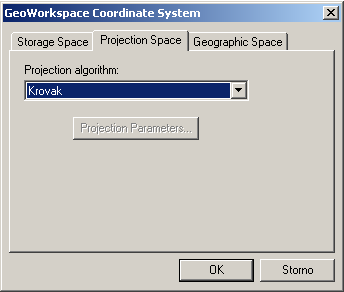 GeoWorkspace Coordinate System
Storage Space Projection Space Geographic Space
Projection algorithm:
Krovak
Projection Parameters...
OK Storno